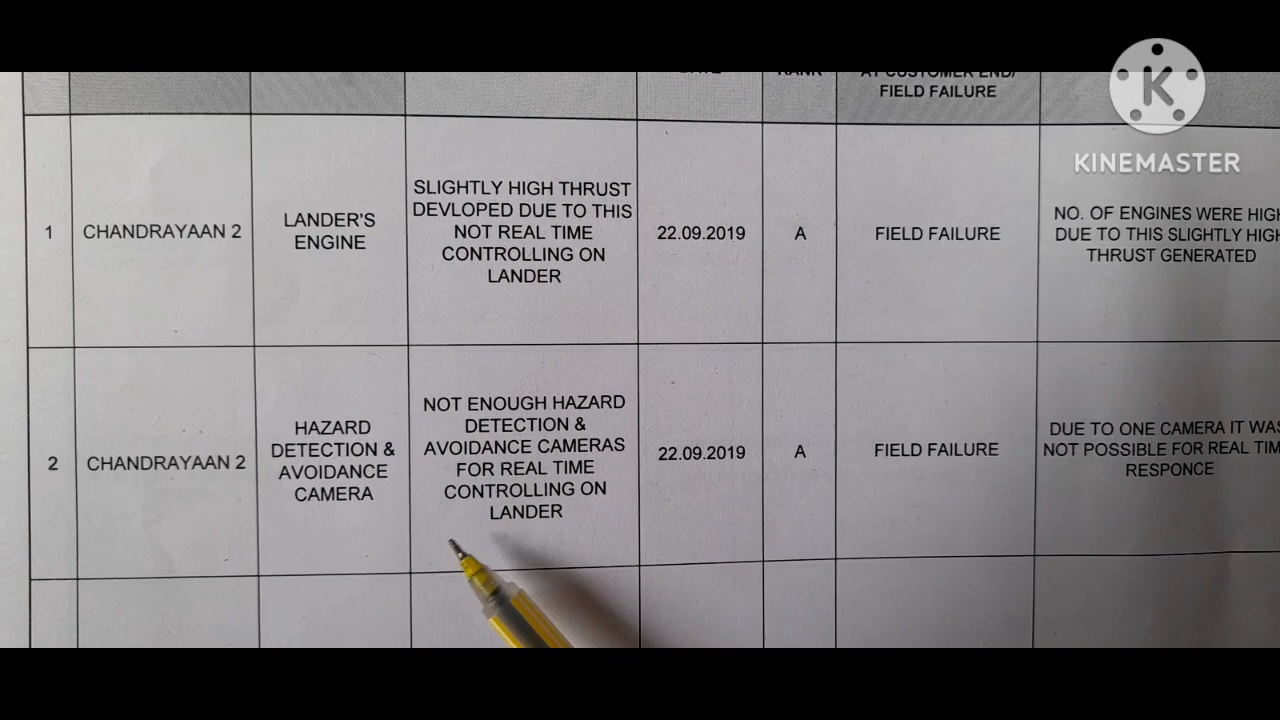 AT CUSTOMER END/
FIELD FAILURE
KINEMASTER
1
CHANDRAYAAN 2
LANDER'S
ENGINE
SLIGHTLY HIGH THRUST
DEVLOPED DUE TO THIS
NOT REAL TIME
CONTROLLING ON
LANDER
22.09.2019
A
FIELD FAILURE
NO. OF ENGINES WERE HIGH
DUE TO THIS SLIGHTLY HIGH
THRUST GENERATED
2
CHANDRAYAAN 2
HAZARD
DETECTION &
AVOIDANCE
CAMERA
NOT ENOUGH HAZARD
DETECTION &
AVOIDANCE CAMERAS
FOR REAL TIME
CONTROLLING ON
LANDER
22.09.2019
A
FIELD FAILURE
DUE TO ONE CAMERA IT WAS
NOT POSSIBLE FOR REAL TIM
RESPONCE